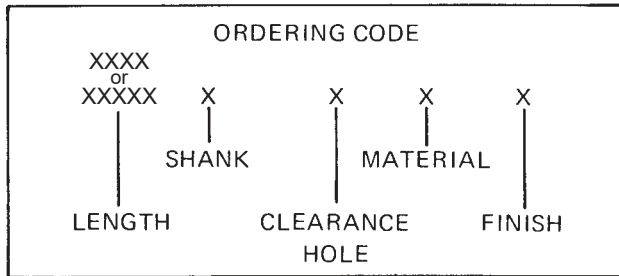 ORDERING CODE
XXXX
or
XXXXX X X X X
SHANK MATERIAL
LENGTH CLEARANCE FINISH
HOLE